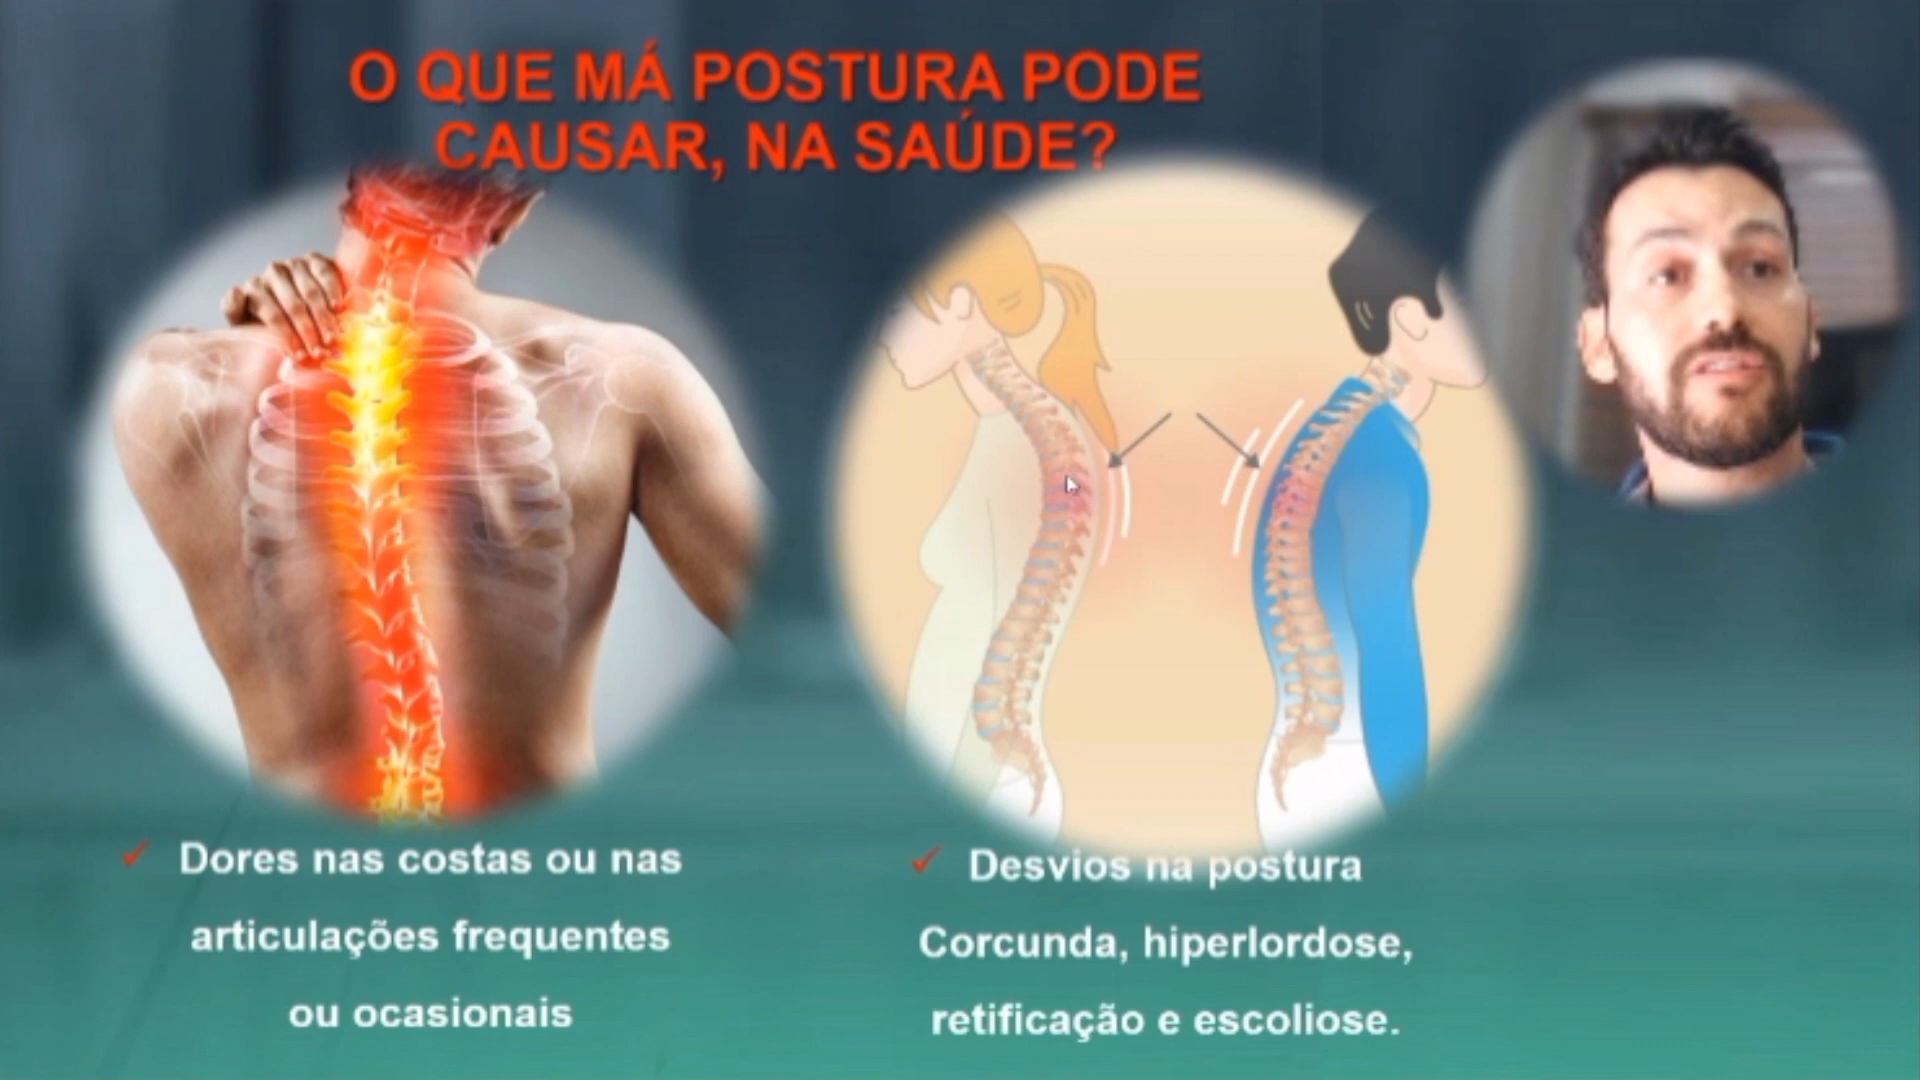 O QUE MÁ POSTURA PODE
CAUSAR, NA SAÚDE?
Dores nas costas ou nas
articulações frequentes
ou ocasionais
Desvios na postura
Corcunda, hiperlordose,
retificação e escoliose.